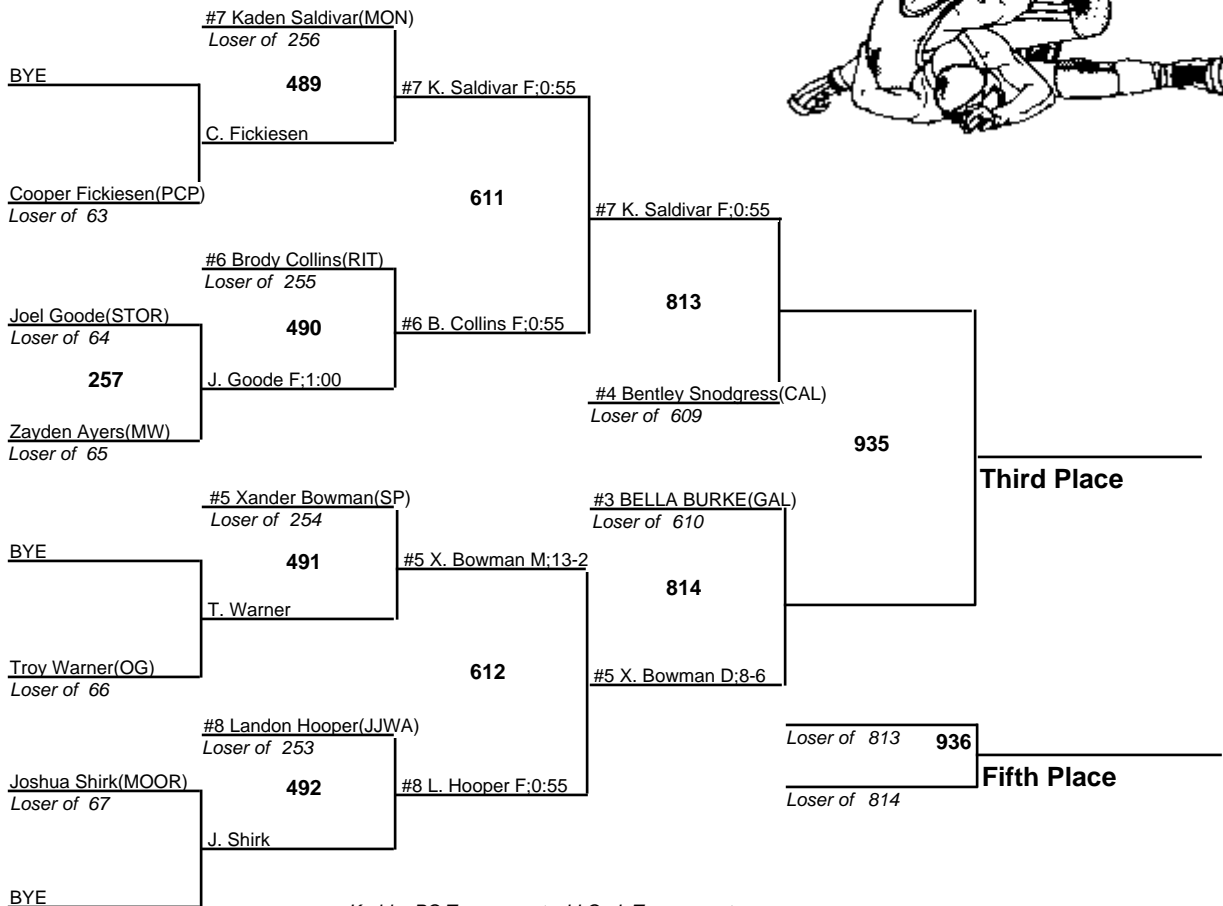 #7 Kaden Saldivar(MON)
Loser of 256
BYE
489
#7 K. Saldivar F;0:55
C. Fickiesen
Cooper Fickiesen(PCP)
Loser of 63
611
#7 K. Saldivar F;0:55
#6 Brody Collins(RIT)
Loser of 255
Joel Goode(STOR)
Loser of 64
490
#6 B. Collins F;0:55
813
257
J. Goode F;1:00
#4 Bentley Snodgress(CAL)
Loser of 609
Zayden Ayers(MW)
Loser of 65
935
Third Place
#5 Xander Bowman(SP)
Loser of 254
#3 BELLA BURKE(GAL)
Loser of 610
BYE
491
#5 X. Bowman M;13-2
814
T. Warner
Troy Warner(OG)
Loser of 66
612
#5 X. Bowman D;8-6
#8 Landon Hooper(JJWA)
Loser of 253
Loser of 813
936
Joshua Shirk(MOOR)
Loser of 67
492
#8 L. Hooper F;0:55
Fifth Place
Loser of 814
J. Shirk
BYE